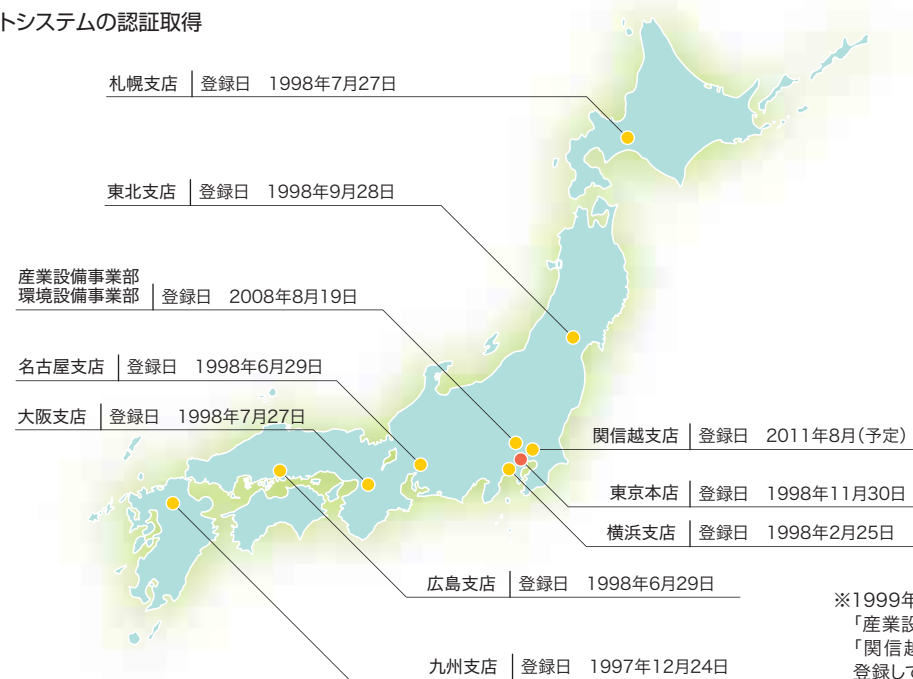 トシステムの認証取得
札幌支店 登録日 1998年7月27日
東北支店 登録日 1998年9月28日
産業設備事業部
環境設備事業部 登録日 2008年8月19日
名古屋支店 登録日 1998年6月29日
大阪支店 登録日 1998年7月27日
関信越支店 登録日 2011年8月(予定)
東京本店 登録日 1998年11月30日
横浜支店 登録日 1998年2月25日
広島支店 登録日 1998年6月29日
九州支店 登録日 1997年12月24日
※1999年
「産業設
「関信越
登録して